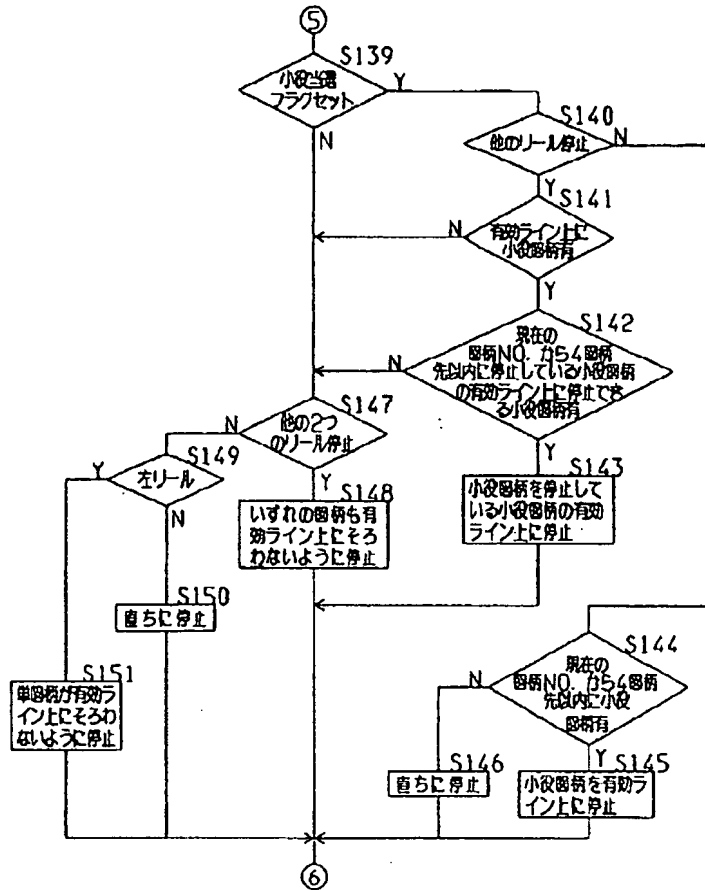 5
S139
小役当選
フラグセット
Y
N
S140
他のリール停止
N
Y
S141
有効ライン上に
小役図柄有
N
Y
S142
現在の
図柄NO.から4図柄
先以内に停止している小役図柄
の有効ライン上に停止でき
る小役図柄有
N
Y
S147
他の2つ
のリール停止
N
Y
S149
左リール
Y
N
S148
いずれの図柄も有
効ライン上にそろ
わないように停止
S143
小役図柄を停止して
いる小役図柄の有効
ライン上に停止
S150
直ちに停止
S144
現在の
図柄NO.から4図柄
先以内に小役
図柄有
N
Y
S151
単図柄が有効ラ
イン上にそろわ
ないように停止
S146
直ちに停止
S145
小役図柄を有効ラ
イン上に停止
6